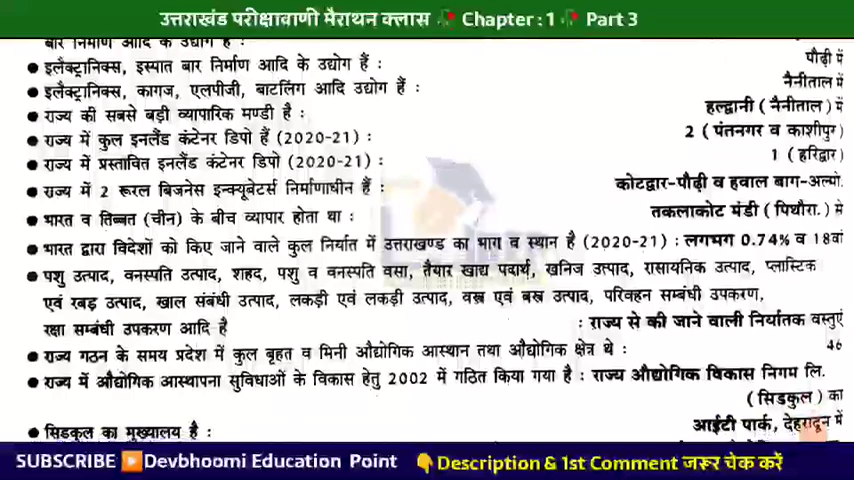 उत्तराखंड परीक्षावाणी मैराथन क्लास Chapter : 1 Part 3
बार निर्माण आदि के उद्योग हैं :
● इलैक्ट्रानिक्स, इस्पात बार निर्माण आदि के उद्योग हैं : पौढ़ी में
● इलैक्ट्रानिक्स, कागज, एलपीजी, बाटलिंग आदि उद्योग हैं : नैनीताल में
● राज्य की सबसे बड़ी व्यापारिक मण्डी है : हल्द्वानी (नैनीताल) में
● राज्य में कुल इनलैंड कंटेनर डिपो हैं (2020-21) : 2 (पंतनगर व काशीपुर)
● राज्य में प्रस्तावित इनलैंड कंटेनर डिपो (2020-21) : 1 (हरिद्वार)
● राज्य में 2 रूरल बिजनेस इन्क्यूबेटर्स निर्माणाधीन हैं : कोटद्वार-पौढ़ी व हवाल बाग-अल्मो.
● भारत व तिब्बत (चीन) के बीच व्यापार होता था : तकलाकोट मंडी (पिथौरा.) से
● भारत द्वारा विदेशों को किए जाने वाले कुल निर्यात में उत्तराखण्ड का भाग व स्थान है (2020-21) : लगभग 0.74% व 18वां
● पशु उत्पाद, वनस्पति उत्पाद, शहद, पशु व वनस्पति वसा, तैयार खाद्य पदार्थ, खनिज उत्पाद, रासायनिक उत्पाद, प्लास्टिक
एवं रबड़ उत्पाद, खाल संबंधी उत्पाद, लकड़ी एवं लकड़ी उत्पाद, वस्त्र एवं बस्त्र उत्पाद, परिवहन सम्बंधी उपकरण,
रक्षा सम्बंधी उपकरण आदि है : राज्य से की जाने वाली निर्यातक वस्तुएं
● राज्य गठन के समय प्रदेश में कुल बृहत व मिनी औद्योगिक आस्थान तथा औद्योगिक क्षेत्र थे : 46
● राज्य में औद्योगिक आस्थापना सुविधाओं के विकास हेतु 2002 में गठित किया गया है : राज्य औद्योगिक विकास निगम लि.
(सिडकुल) का
● सिडकुल का मुख्यालय है : आईटी पार्क, देहरादून में
SUBSCRIBE Devbhoomi Education Point Description & 1st Comment जरूर चेक करें